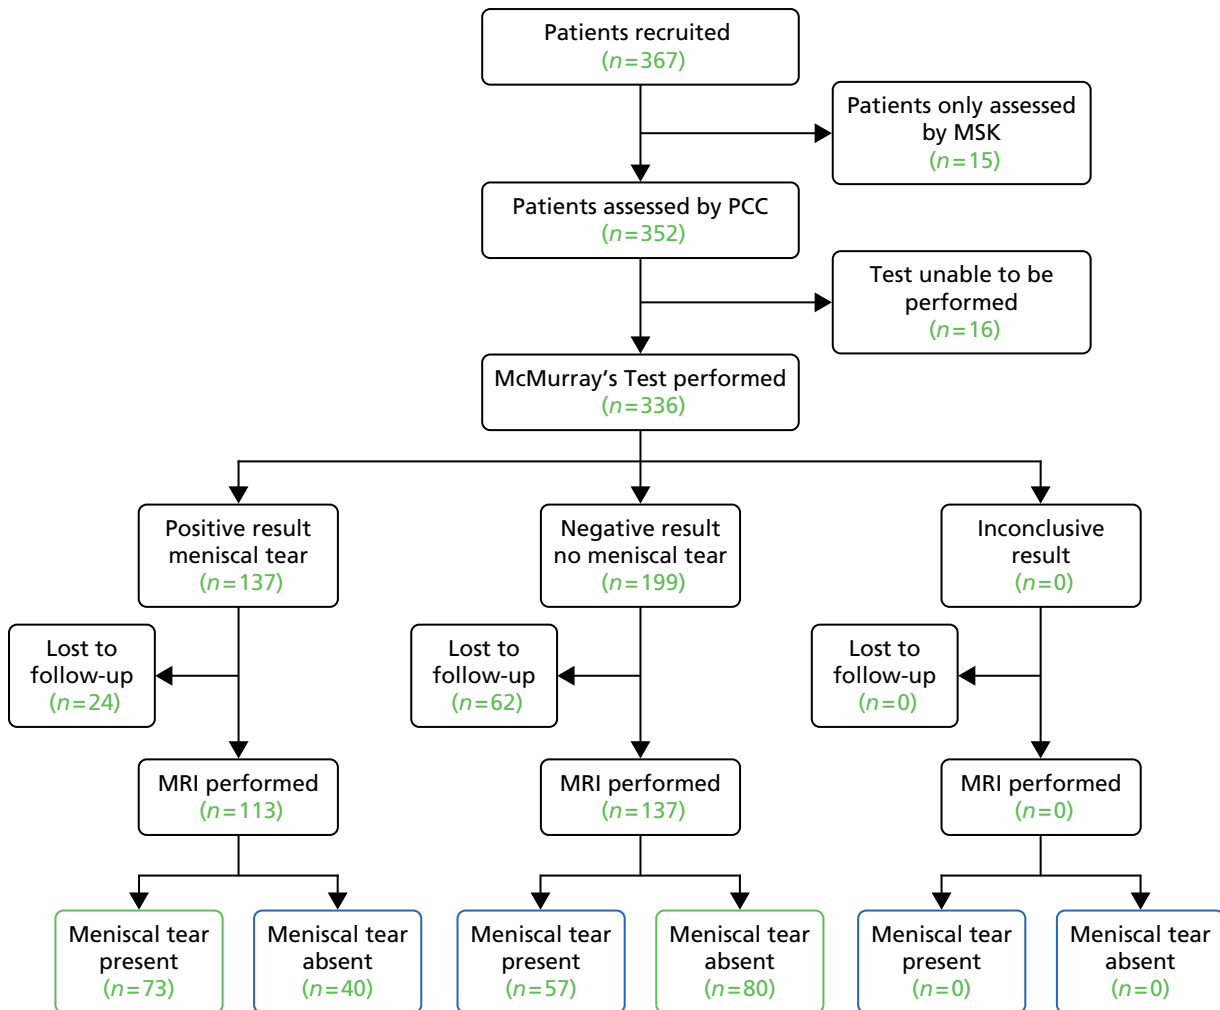 Patients recruited
(n=367)
Patients only assessed
by MSK
(n=15)
Patients assessed by PCC
(n=352)
Test unable to be
performed
(n=16)
McMurray's Test performed
(n=336)
Positive result
meniscal tear
(n=137)
Negative result
no meniscal tear
(n=199)
Inconclusive
result
(n=0)
Lost to
follow-up
(n=24)
Lost to
follow-up
(n=62)
Lost to
follow-up
(n=0)
MRI performed
(n=113)
MRI performed
(n=137)
MRI performed
(n=0)
Meniscal tear
present
(n=73)
Meniscal tear
absent
(n=40)
Meniscal tear
present
(n=57)
Meniscal tear
absent
(n=80)
Meniscal tear
present
(n=0)
Meniscal tear
absent
(n=0)